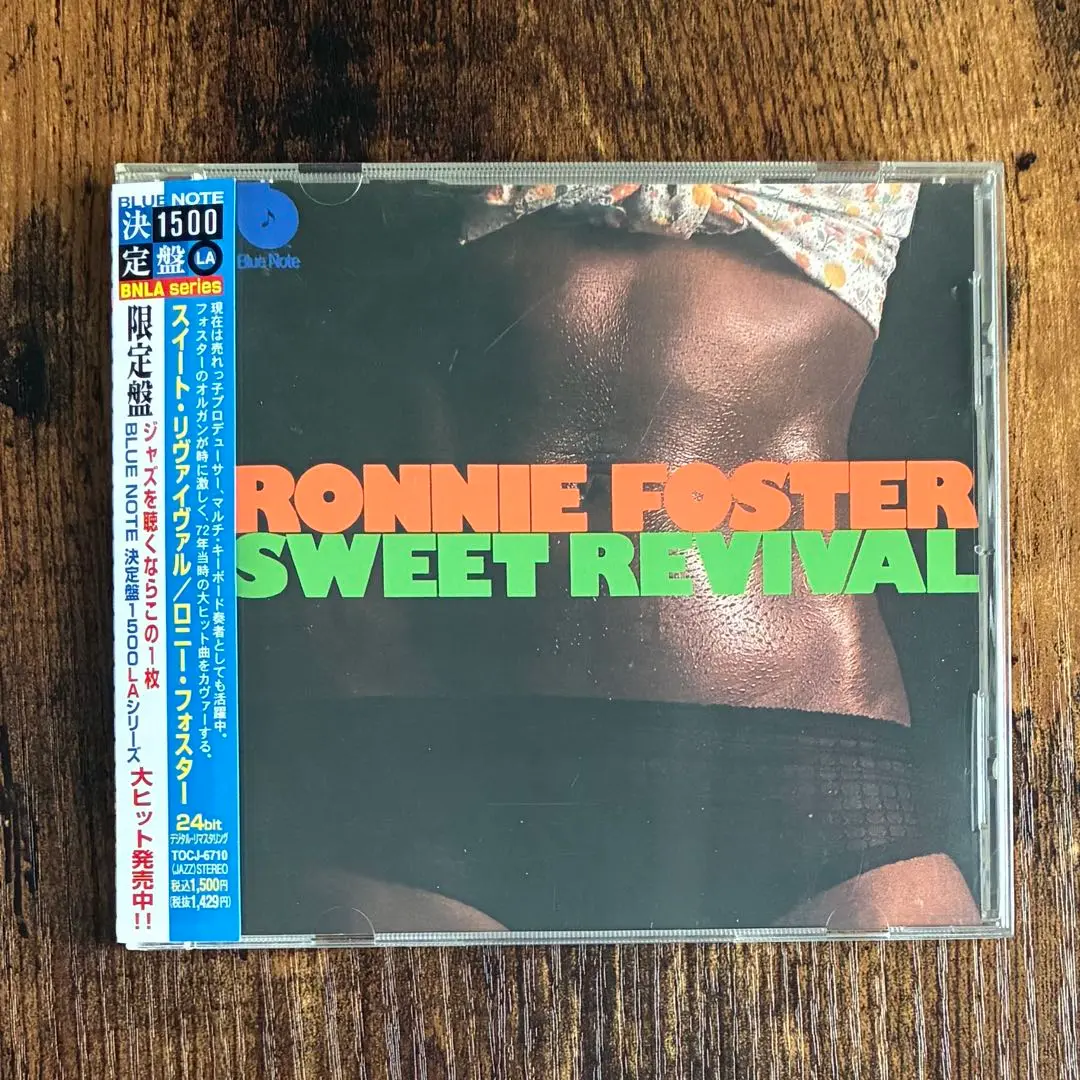 BLUE NOTE
決定盤
1500
LA
BNLA series
限定盤
ジャズを聴くならこの1枚
BLUE NOTE 決定盤1500LAシリーズ
大ヒット発売中!!
現在は売れっ子プロデューサー、マルチ・キーボード奏者としても活躍中。
フォスターのオルガンが時に激しく、72年当時の大ヒット曲をカヴァーする。
スイート・リヴァイヴァル/ロニー・フォスター
24bit
デジタル・リマスタリング
TOCJ-6710
(JAZZ) STEREO
税込1,500円
(税抜1,429円)
Blue Note
RONNIE FOSTER
SWEET REVIVAL